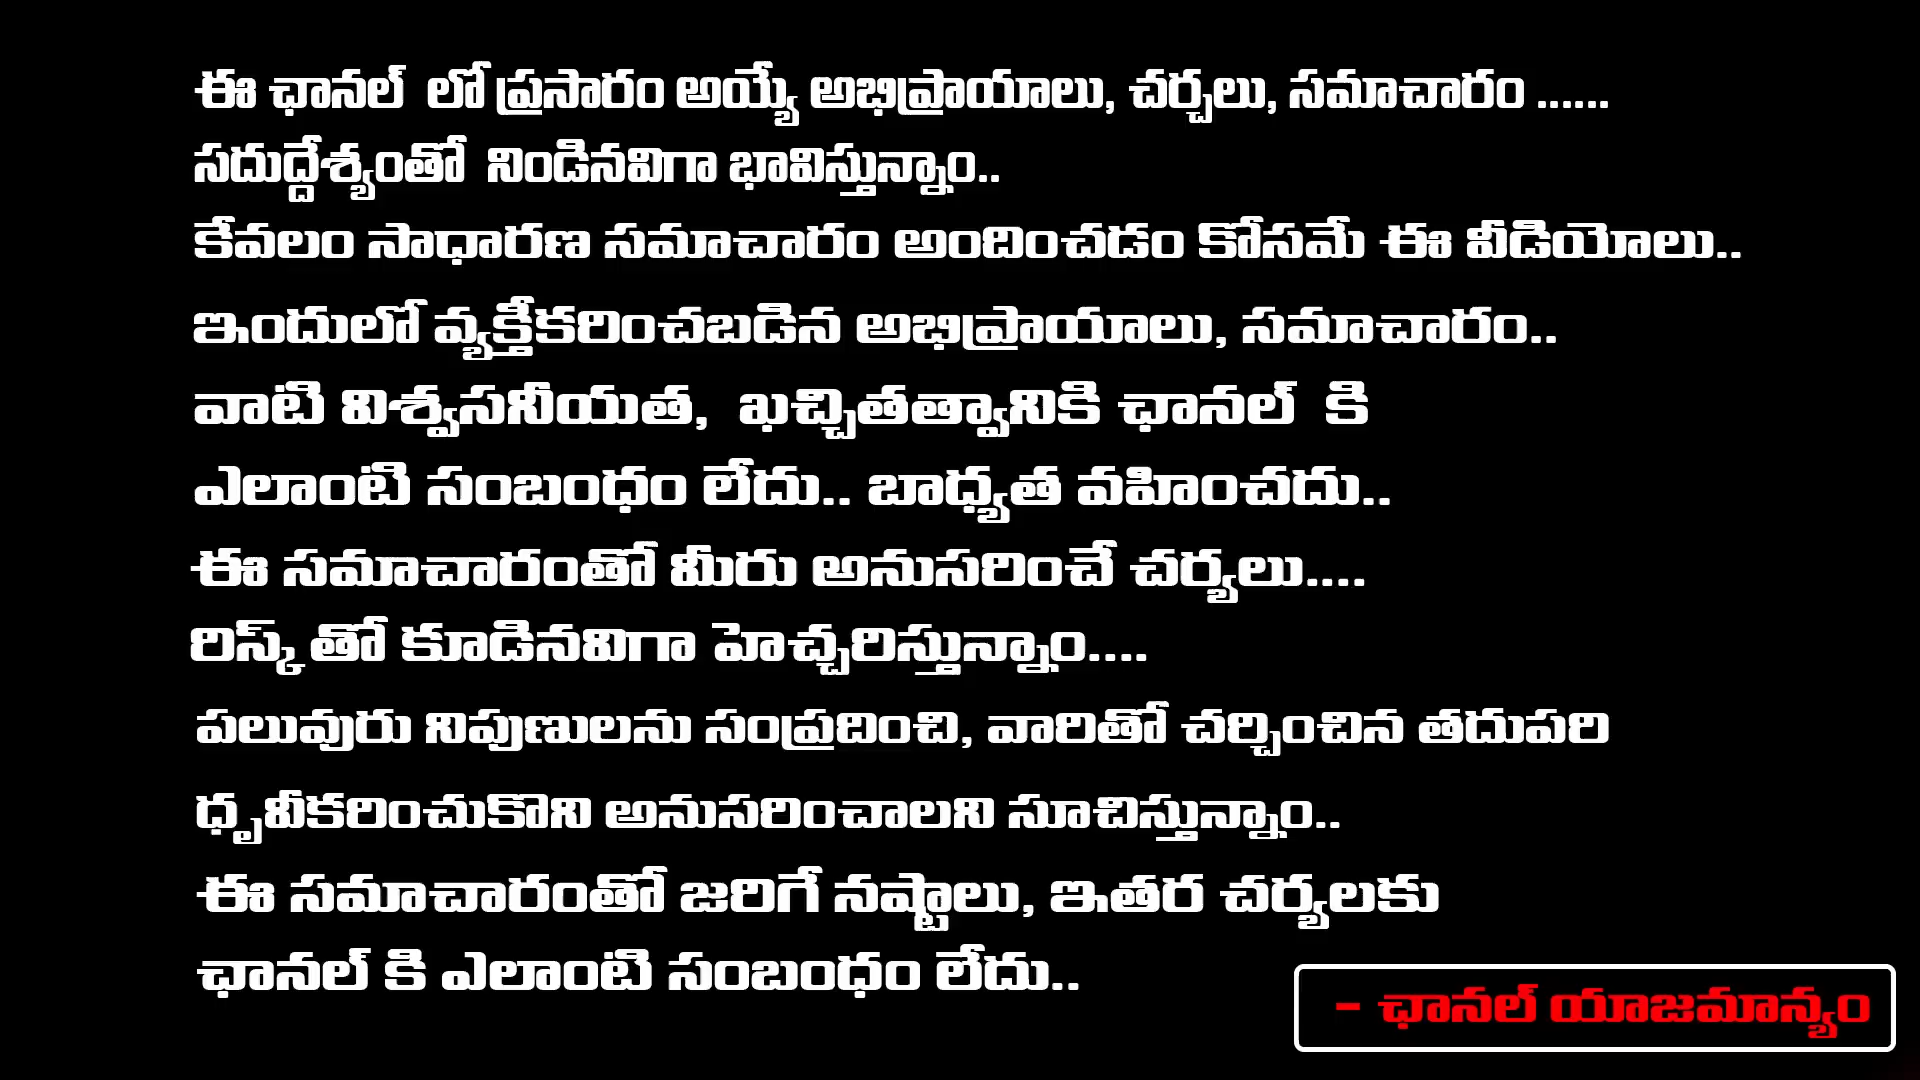 ఈ ఛానల్ లో ప్రసారం అయ్యే అభిప్రాయాలు, చర్చలు, సమాచారం ......
సదుద్దేశ్యంతో నిండినవిగా భావిస్తున్నాం..
కేవలం సాధారణ సమాచారం అందించడం కోసమే ఈ వీడియోలు..
ఇందులో వ్యక్తీకరించబడిన అభిప్రాయాలు, సమాచారం..
వాటి విశ్వసనీయత, ఖచ్చితత్వానికి ఛానల్ కి
ఎలాంటి సంబంధం లేదు.. బాధ్యత వహించదు..
ఈ సమాచారంతో మీరు అనుసరించే చర్యలు....
రిస్క్ తో కూడినవిగా హెచ్చరిస్తున్నాం....
పలువురు నిపుణులను సంప్రదించి, వారితో చర్చించిన తదుపరి
ధృవీకరించుకొని అనుసరించాలని సూచిస్తున్నాం..
ఈ సమాచారంతో జరిగే నష్టాలు, ఇతర చర్యలకు
ఛానల్ కి ఎలాంటి సంబంధం లేదు..
- ఛానల్ యాజమాన్యం